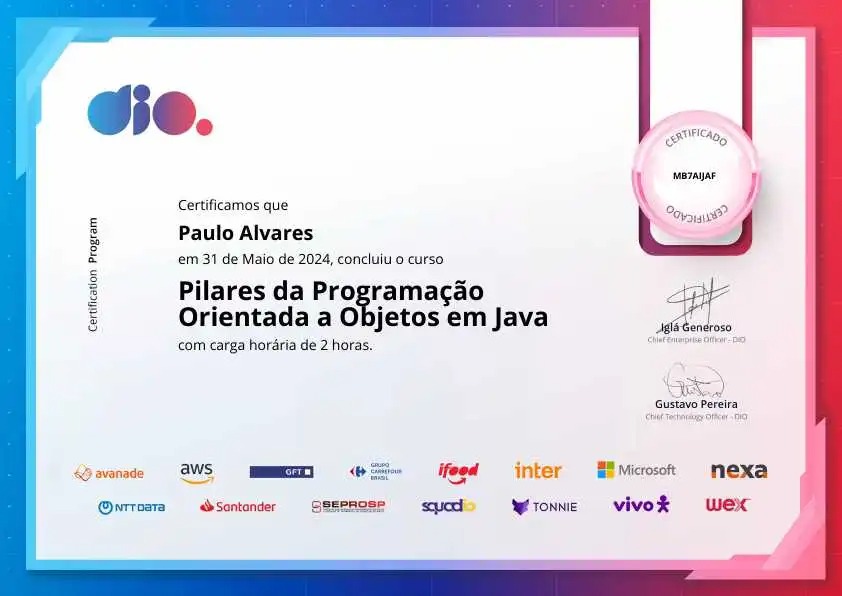 dio.
CERTIFICADO
MB7AIJAF
CERTIFICADO
Certification Program
Certificamos que
Paulo Alvares
em 31 de Maio de 2024, concluiu o curso
Pilares da Programação
Orientada a Objetos em Java
com carga horária de 2 horas.
Iglá Generoso
Chief Enterprise Officer - DIO
Gustavo Pereira
Chief Technology Officer - DIO
avanade aws GFT GRUPO CARREFOUR BRASIL ifood inter Microsoft nexa
NTT DATA Santander SEPROSP squadio TONNIE vivo wex